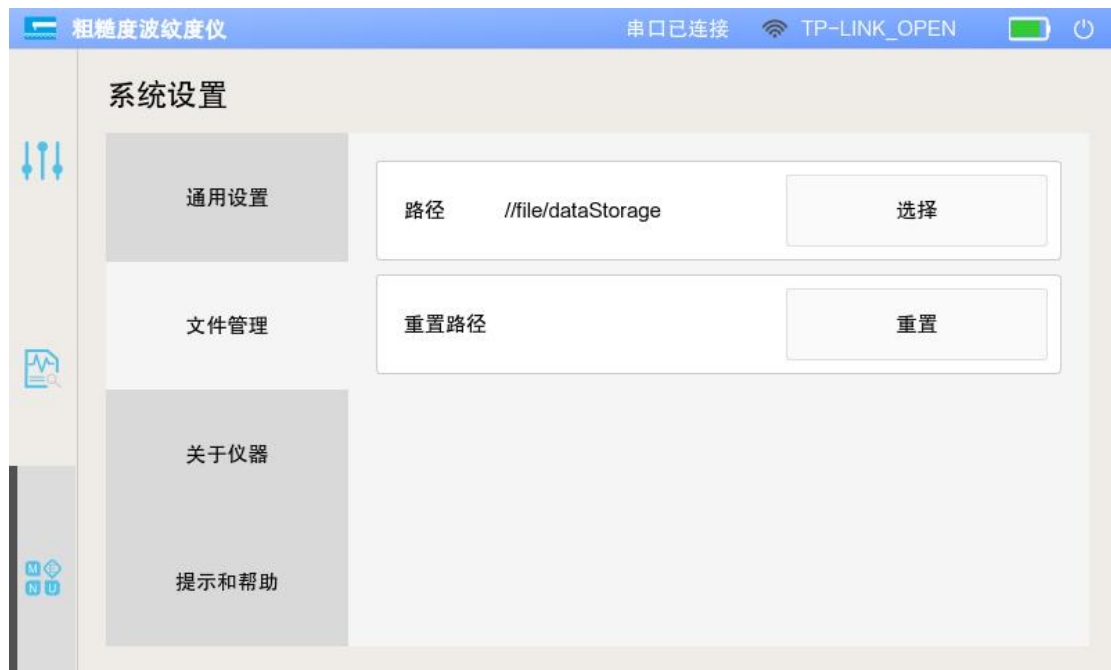 粗糙度波纹度仪 串口已连接 TP-LINK_OPEN
系统设置
通用设置
路径 //file/dataStorage 选择
文件管理
重置路径 重置
关于仪器
提示和帮助
M E
N U